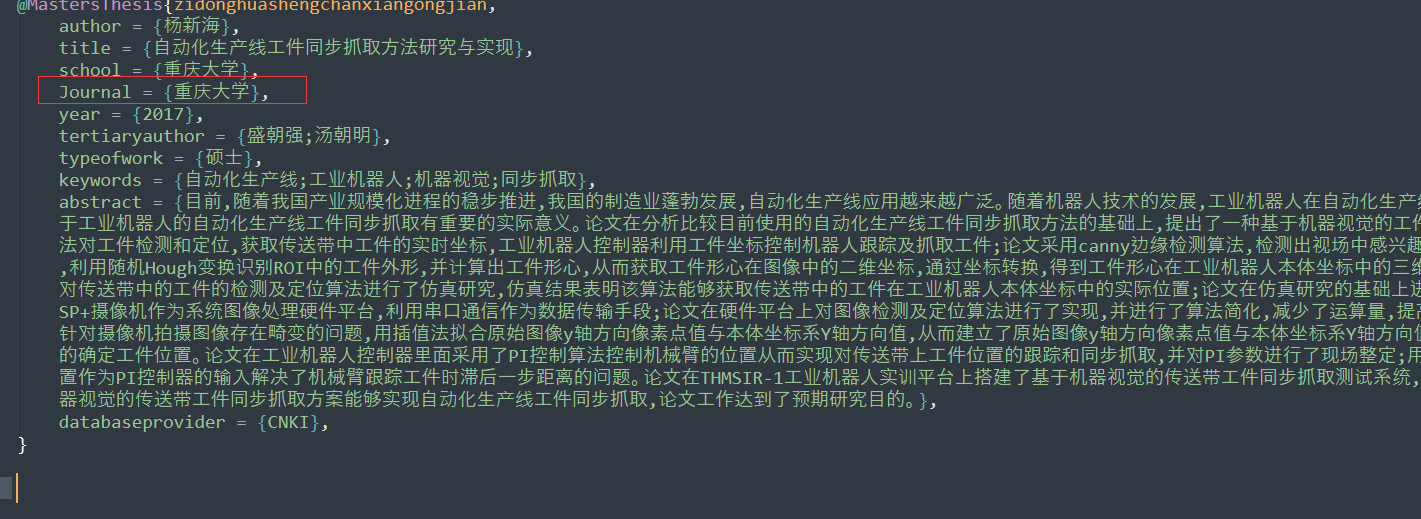 @MastersThesis{zidonghuashengchanxiangongjian,
author = {杨新海},
title = {自动化生产线工件同步抓取方法研究与实现},
school = {重庆大学},
Journal = {重庆大学},
year = {2017},
tertiaryauthor = {盛朝强;汤朝明},
typeofwork = {硕士},
keywords = {自动化生产线;工业机器人;机器视觉;同步抓取},
abstract = {目前,随着我国产业规模化进程的稳步推进,我国的制造业蓬勃发展,自动化生产线应用越来越广泛。随着机器人技术的发展,工业机器人在自动化生产线
于工业机器人的自动化生产线工件同步抓取有重要的实际意义。论文在分析比较目前使用的自动化生产线工件同步抓取方法的基础上,提出了一种基于机器视觉的工件
法对工件检测和定位,获取传送带中工件的实时坐标,工业机器人控制器利用工件坐标控制机器人跟踪及抓取工件;论文采用canny边缘检测算法,检测出视场中感兴趣
,利用随机Hough变换识别ROI中的工件外形,并计算出工件形心,从而获取工件形心在图像中的二维坐标,通过坐标转换,得到工件形心在工业机器人本体坐标中的三维
对传送带中的工件的检测及定位算法进行了仿真研究,仿真结果表明该算法能够获取传送带中的工件在工业机器人本体坐标中的实际位置;论文在仿真研究的基础上进
SP+摄像机作为系统图像处理硬件平台,利用串口通信作为数据传输手段;论文在硬件平台上对图像检测及定位算法进行了实现,并进行了算法简化,减少了运算量,提高
针对摄像机拍摄图像存在畸变的问题,用插值法拟合原始图像y轴方向像素点值与本体坐标系Y轴方向值,从而建立了原始图像y轴方向像素点值与本体坐标系Y轴方向值
的确定工件位置。论文在工业机器人控制器里面采用了PI控制算法控制机械臂的位置从而实现对传送带上工件位置的跟踪和同步抓取,并对PI参数进行了现场整定;用
置作为PI控制器的输入解决了机械臂跟踪工件时滞后一步距离的问题。论文在THMSIR-1工业机器人实训平台上搭建了基于机器视觉的传送带工件同步抓取测试系统,
器视觉的传送带工件同步抓取方案能够实现自动化生产线工件同步抓取,论文工作达到了预期研究目的。},
databaseprovider = {CNKI},
}